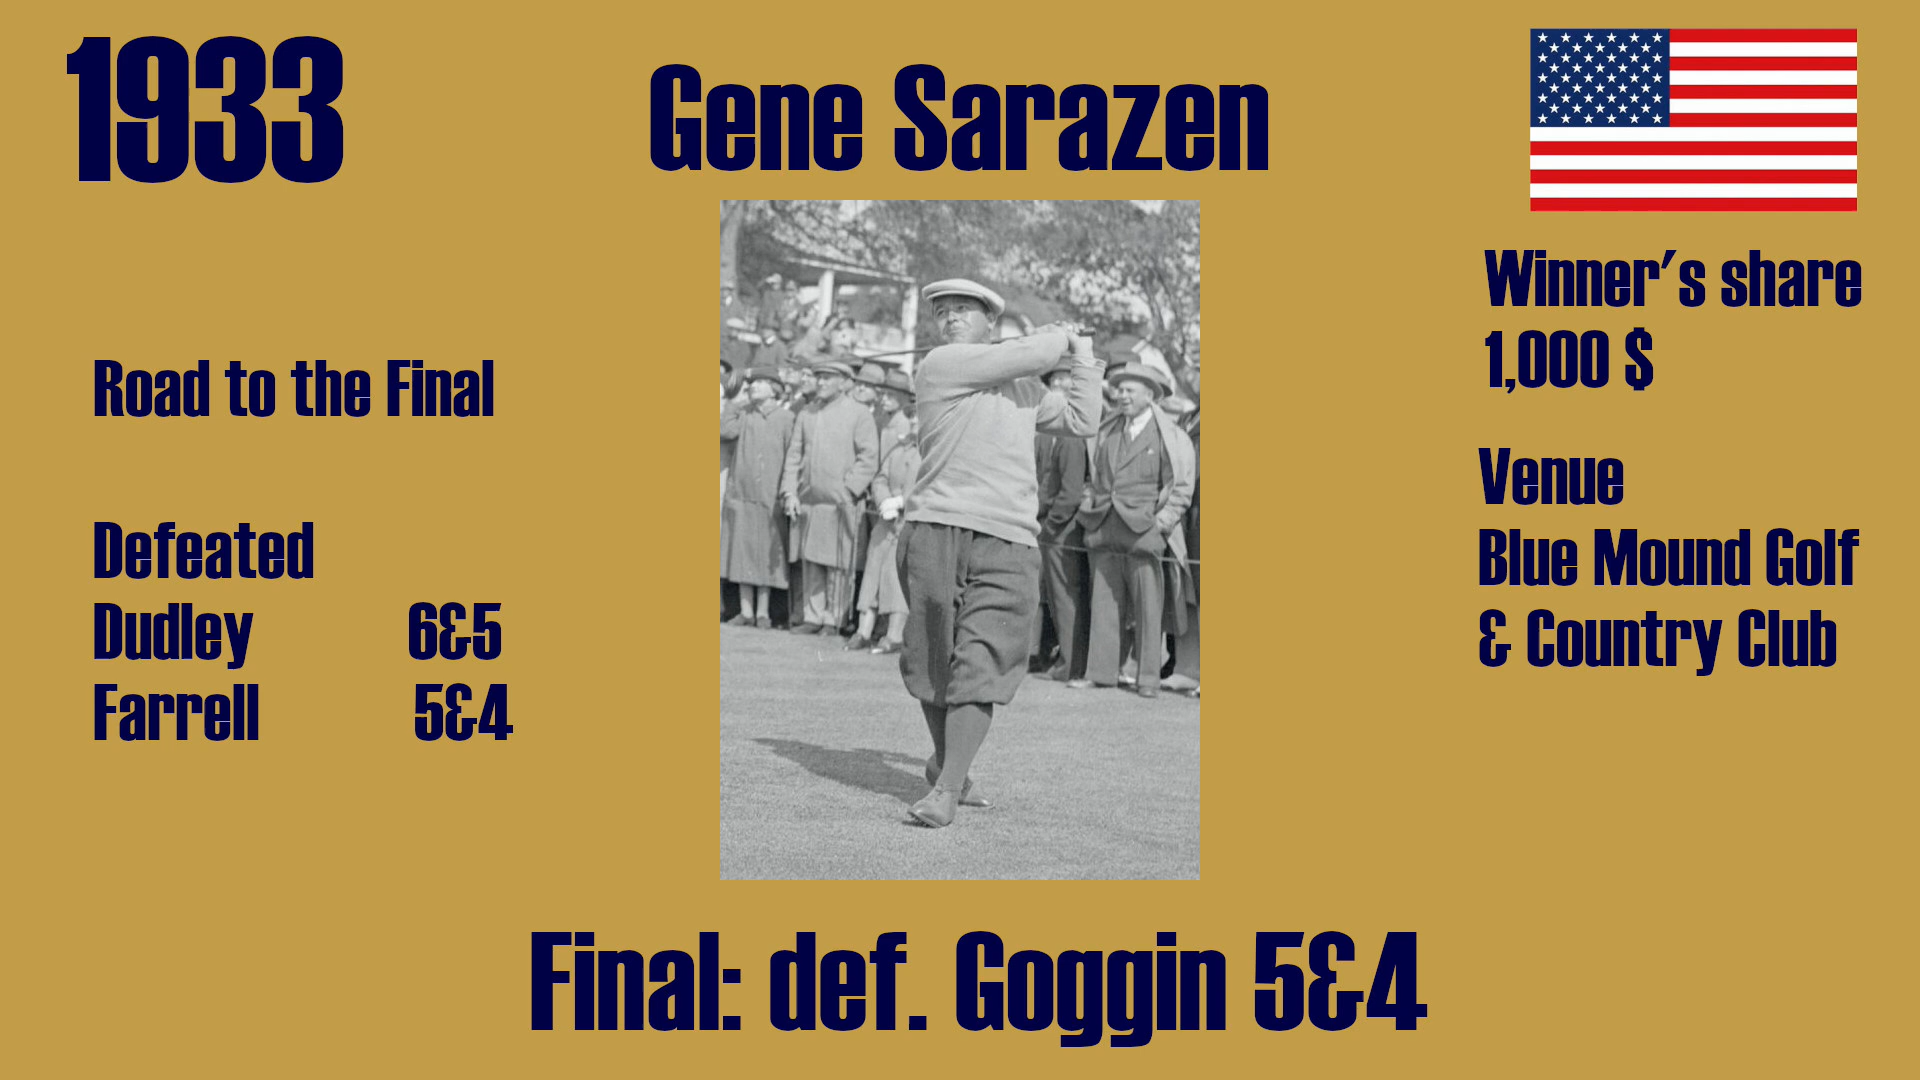 1933
Gene Sarazen
Winner's share
1,000 $
Venue
Blue Mound Golf
& Country Club
Road to the Final
Defeated
Dudley 6&5
Farrell 5&4
Final: def. Goggin 5&4